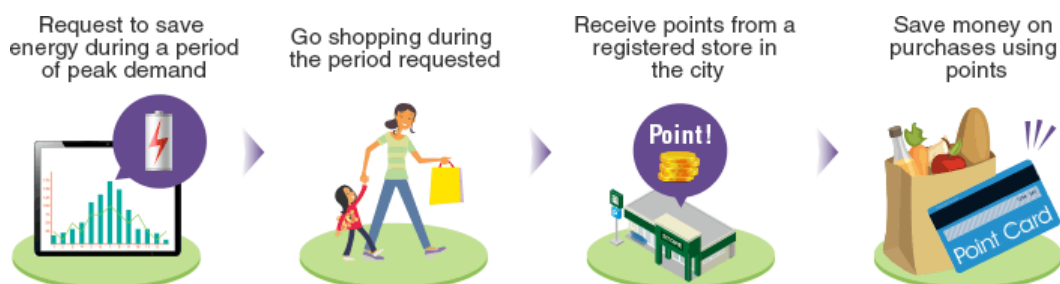 Request to save
energy during a period
of peak demand
Go shopping during
the period requested
Receive points from a
registered store in
the city
Save money on
purchases using
points
Point!
Point Card